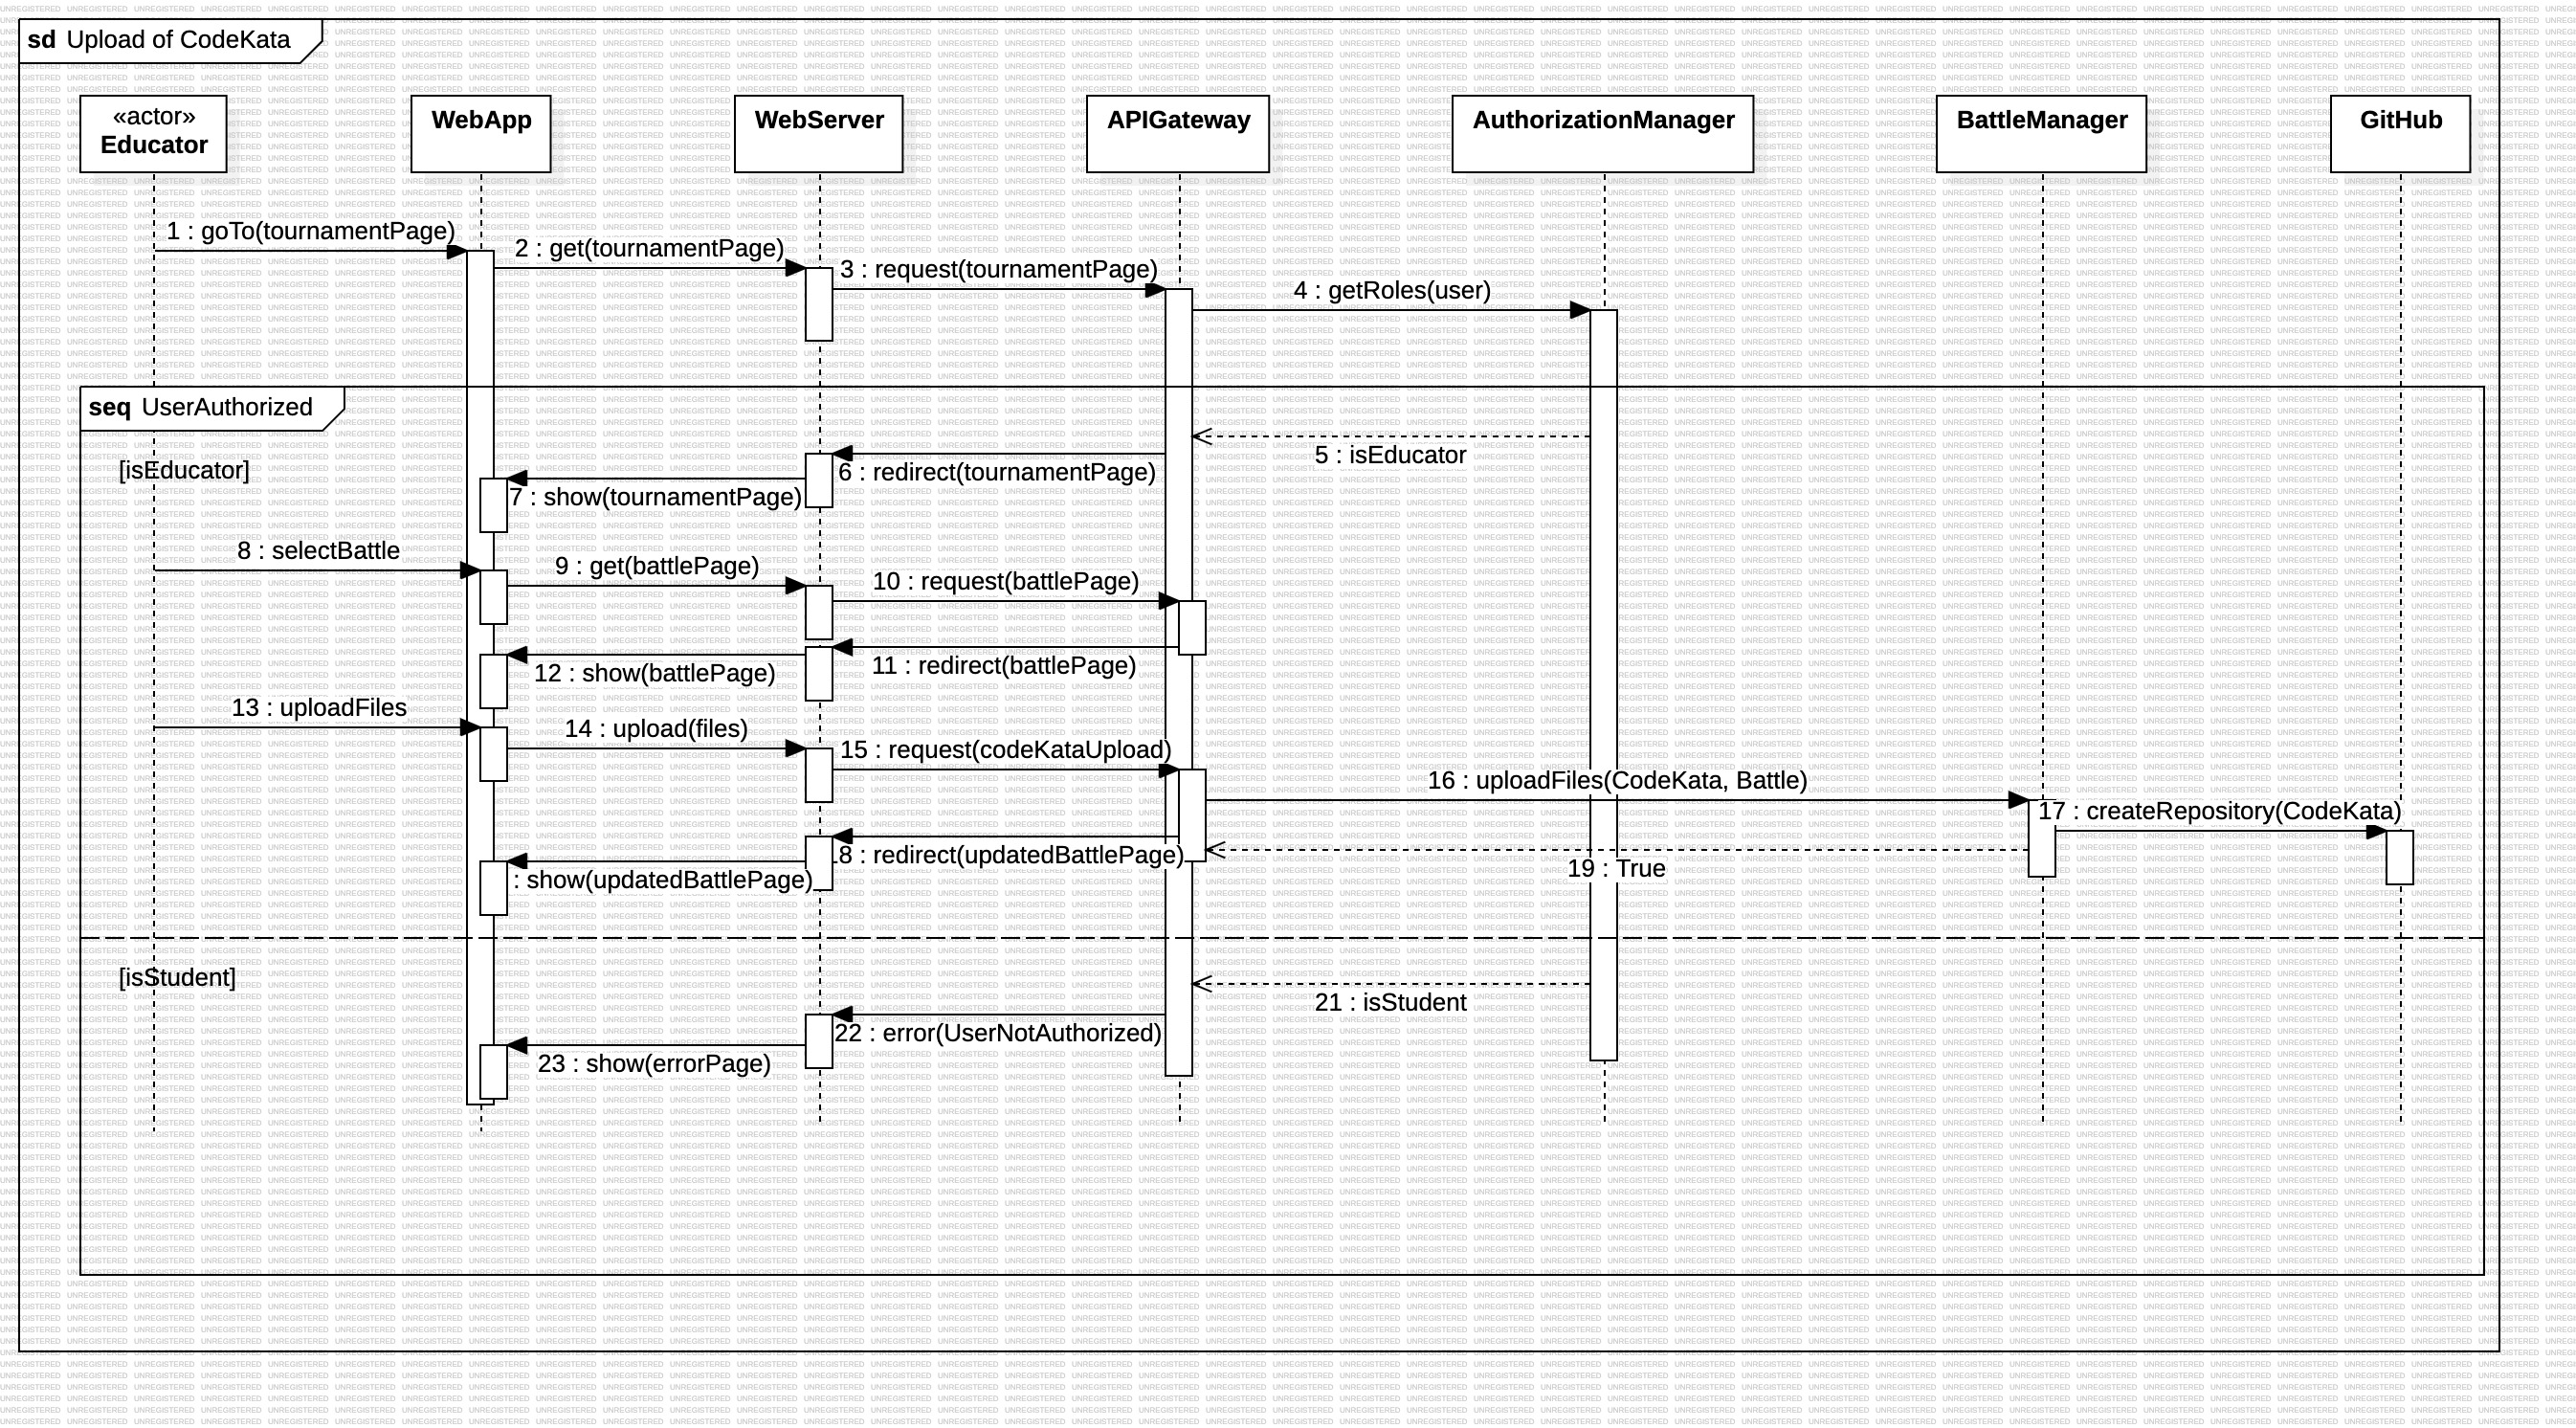 sd Upload of CodeKata
«actor»
Educator
WebApp
WebServer
APIGateway
AuthorizationManager
BattleManager
GitHub
1 : goTo(tournamentPage)
2 : get(tournamentPage)
3 : request(tournamentPage)
4 : getRoles(user)
seq UserAuthorized
[isEducator]
5 : isEducator
6 : redirect(tournamentPage)
7 : show(tournamentPage)
8 : selectBattle
9 : get(battlePage)
10 : request(battlePage)
11 : redirect(battlePage)
12 : show(battlePage)
13 : uploadFiles
14 : upload(files)
15 : request(codeKataUpload)
16 : uploadFiles(CodeKata, Battle)
17 : createRepository(CodeKata)
8 : redirect(updatedBattlePage)
19 : True
: show(updatedBattlePage)
[isStudent]
21 : isStudent
22 : error(UserNotAuthorized)
23 : show(errorPage)
UNREGISTERED